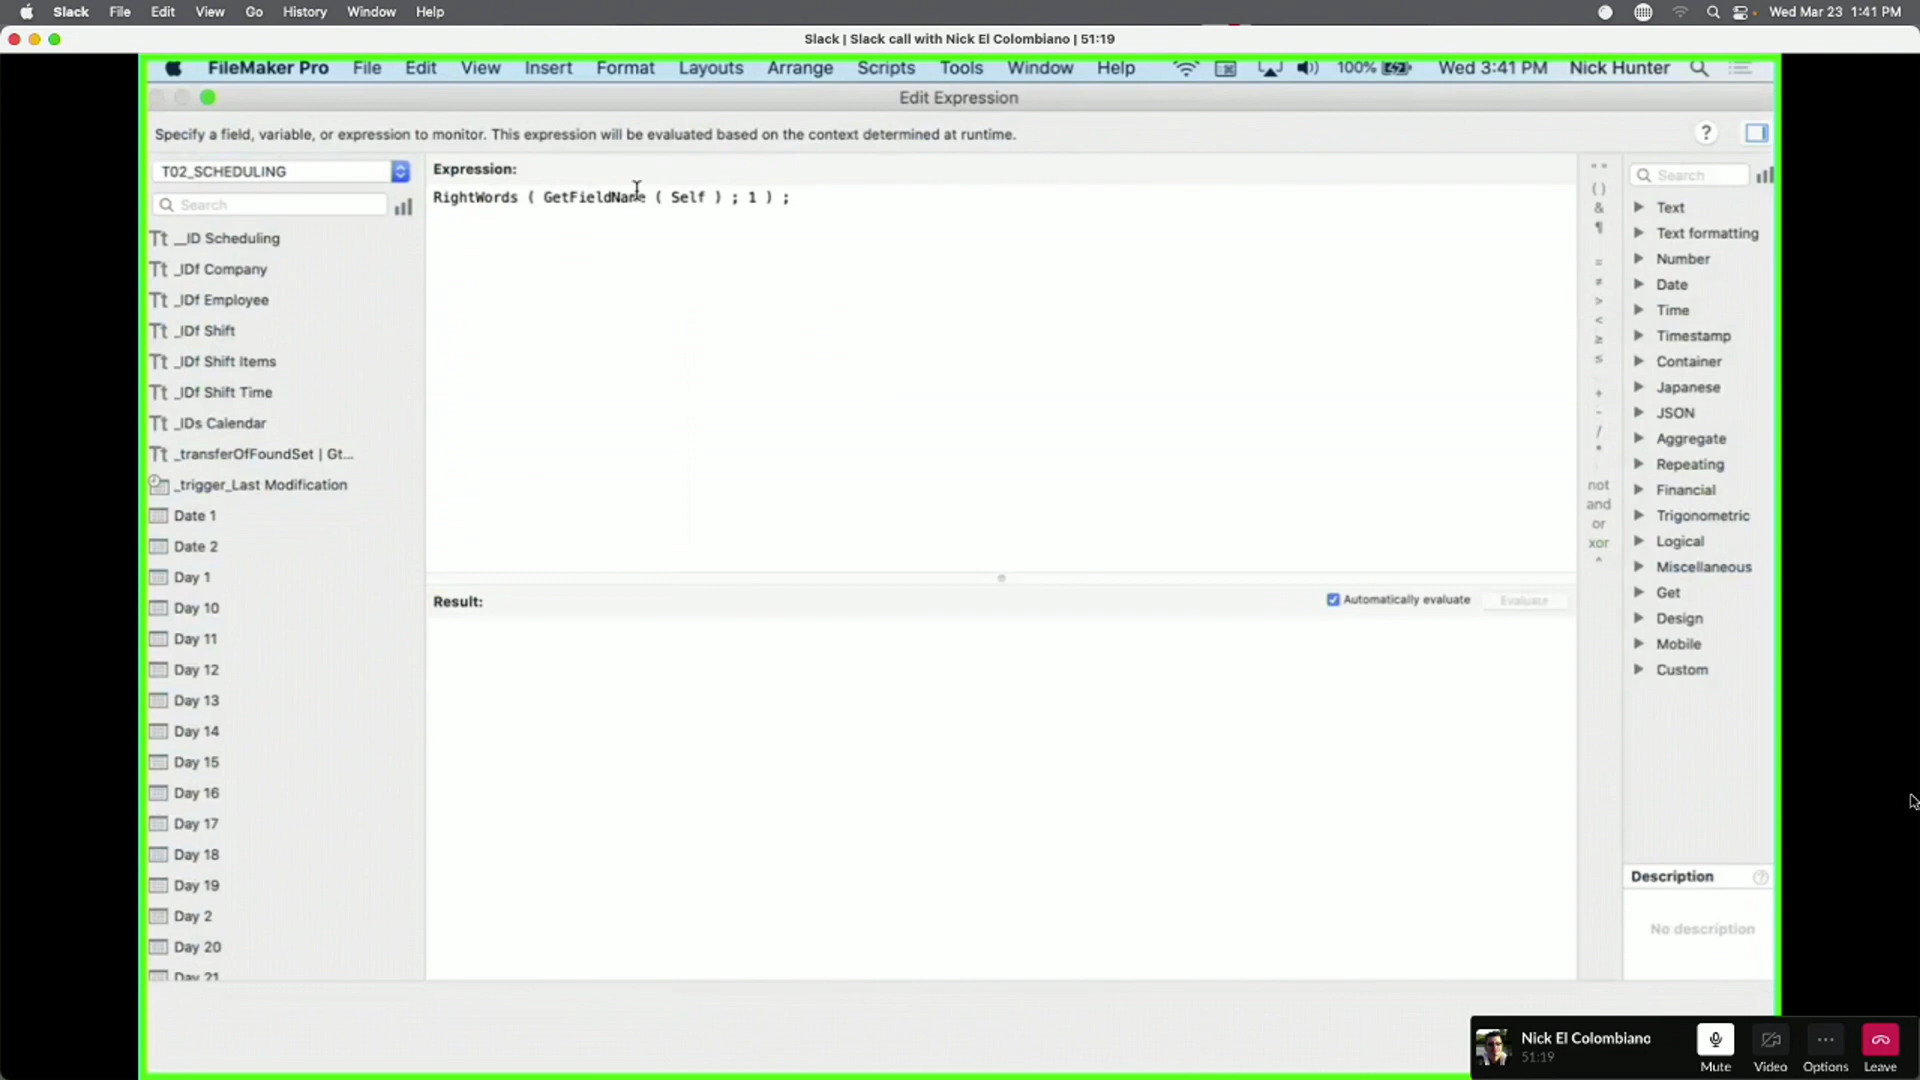 Slack File Edit View Go History Window Help Wed Mar 23 1:41 PM
Slack | Slack call with Nick El Colombiano | 51:19
FileMaker Pro File Edit View Insert Format Layouts Arrange Scripts Tools Window Help 100% Wed 3:41 PM Nick Hunter
Edit Expression
Specify a field, variable, or expression to monitor. This expression will be evaluated based on the context determined at runtime. ?
T02_SCHEDULING
Search
__ID Scheduling
_IDf Company
_IDf Employee
_IDf Shift
_IDf Shift Items
_IDf Shift Time
_IDs Calendar
_transferOfFoundSet | Gt...
_trigger_Last Modification
Date 1
Date 2
Day 1
Day 10
Day 11
Day 12
Day 13
Day 14
Day 15
Day 16
Day 17
Day 18
Day 19
Day 2
Day 20
Day 21
Expression:
RightWords ( GetFieldName ( Self ) ; 1 ) ;
Result:
Automatically evaluate Evaluate
" "
( )
&
¶
=
≠
>
<
≥
≤
+
-
/
*
not
and
or
xor
^
Search
Text
Text formatting
Number
Date
Time
Timestamp
Container
Japanese
JSON
Aggregate
Repeating
Financial
Trigonometric
Logical
Miscellaneous
Get
Design
Mobile
Custom
Description ?
No description
Nick El Colombiano
51:19
Mute Video Options Leave